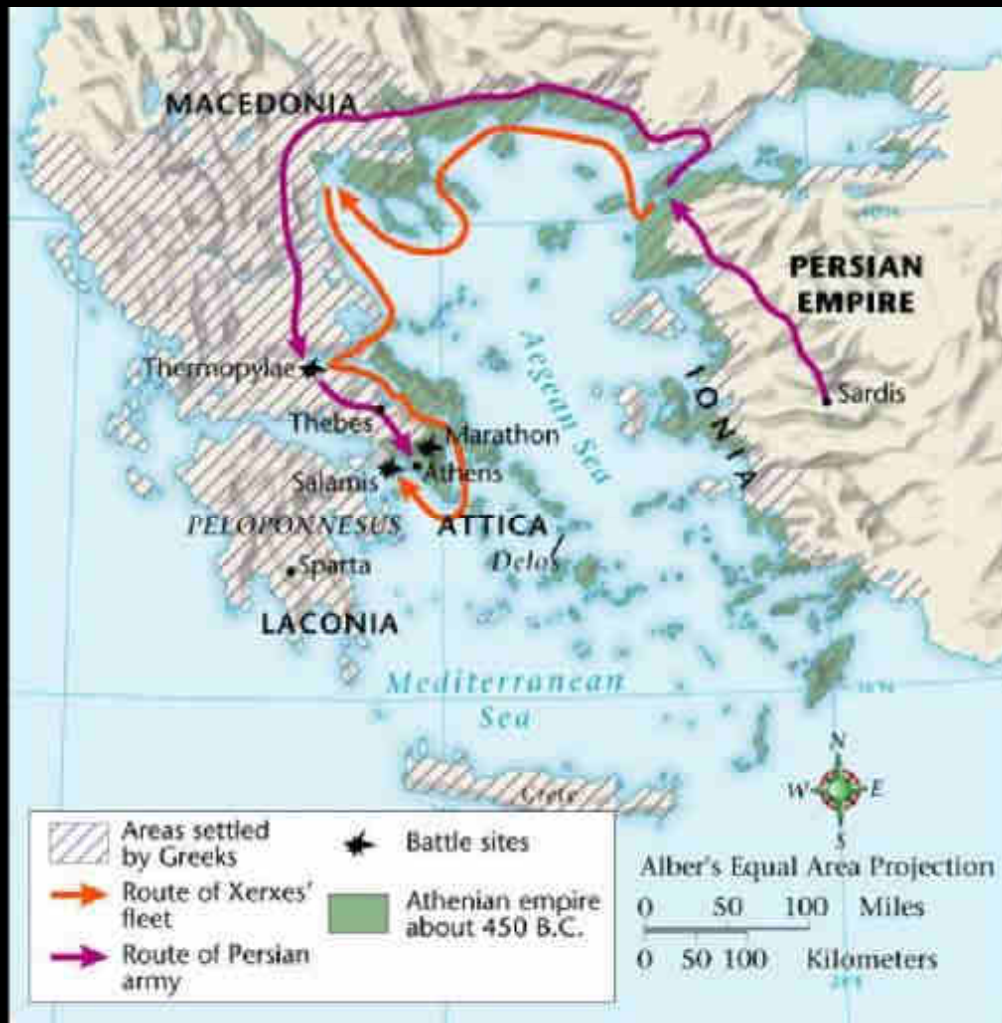 MACEDONIA
PERSIAN
EMPIRE
Thermopylae
Aegean Sea
IONIA
Sardis
Thebes
Marathon
Salamis
Athens
PELOPONNESUS
ATTICA
Delos
Sparta
LACONIA
Mediterranean
Sea
Crete
N
W
E
S
Areas settled
by Greeks
Battle sites
Route of Xerxes'
fleet
Athenian empire
about 450 B.C.
Route of Persian
army
Alber's Equal Area Projection
0 50 100 Miles
0 50 100 Kilometers